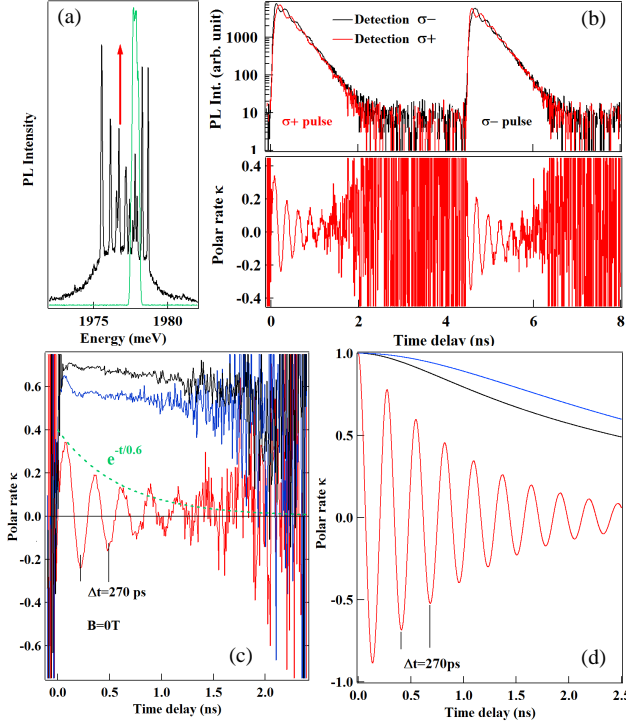 (a)
PL Intensity
1975
1980
Energy (meV)
(b)
Detection σ−
Detection σ+
PL Int. (arb. unit)
1000
100
10
1
σ+ pulse
σ− pulse
Polar rate κ
0.4
0.2
0.0
-0.2
-0.4
0
2
4
6
8
Time delay (ns)
(c)
Polar rate κ
0.6
0.4
0.2
0.0
-0.2
-0.4
-0.6
e-t/0.6
Δt=270 ps
B=0T
0.0
0.5
1.0
1.5
2.0
Time delay (ns)
(d)
Polar rate κ
1.0
0.5
0.0
-0.5
-1.0
Δt=270ps
0.0
0.5
1.0
1.5
2.0
2.5
Time delay (ns)